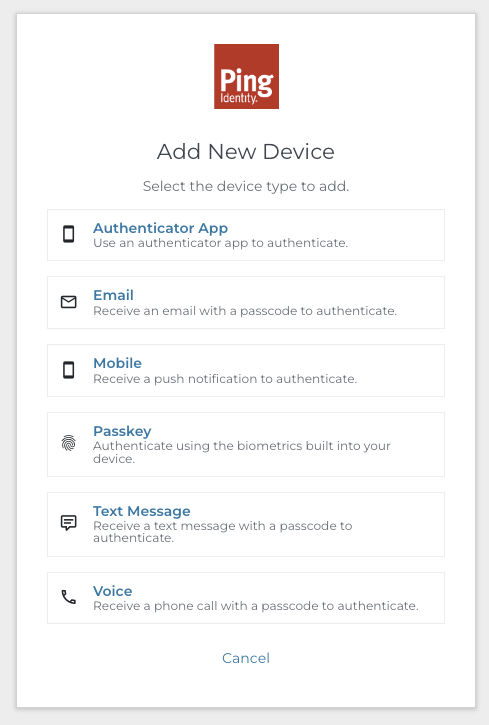 Ping
Identity.
Add New Device
Select the device type to add.
Authenticator App
Use an authenticator app to authenticate.
Email
Receive an email with a passcode to authenticate.
Mobile
Receive a push notification to authenticate.
Passkey
Authenticate using the biometrics built into your
device.
Text Message
Receive a text message with a passcode to
authenticate.
Voice
Receive a phone call with a passcode to authenticate.
Cancel